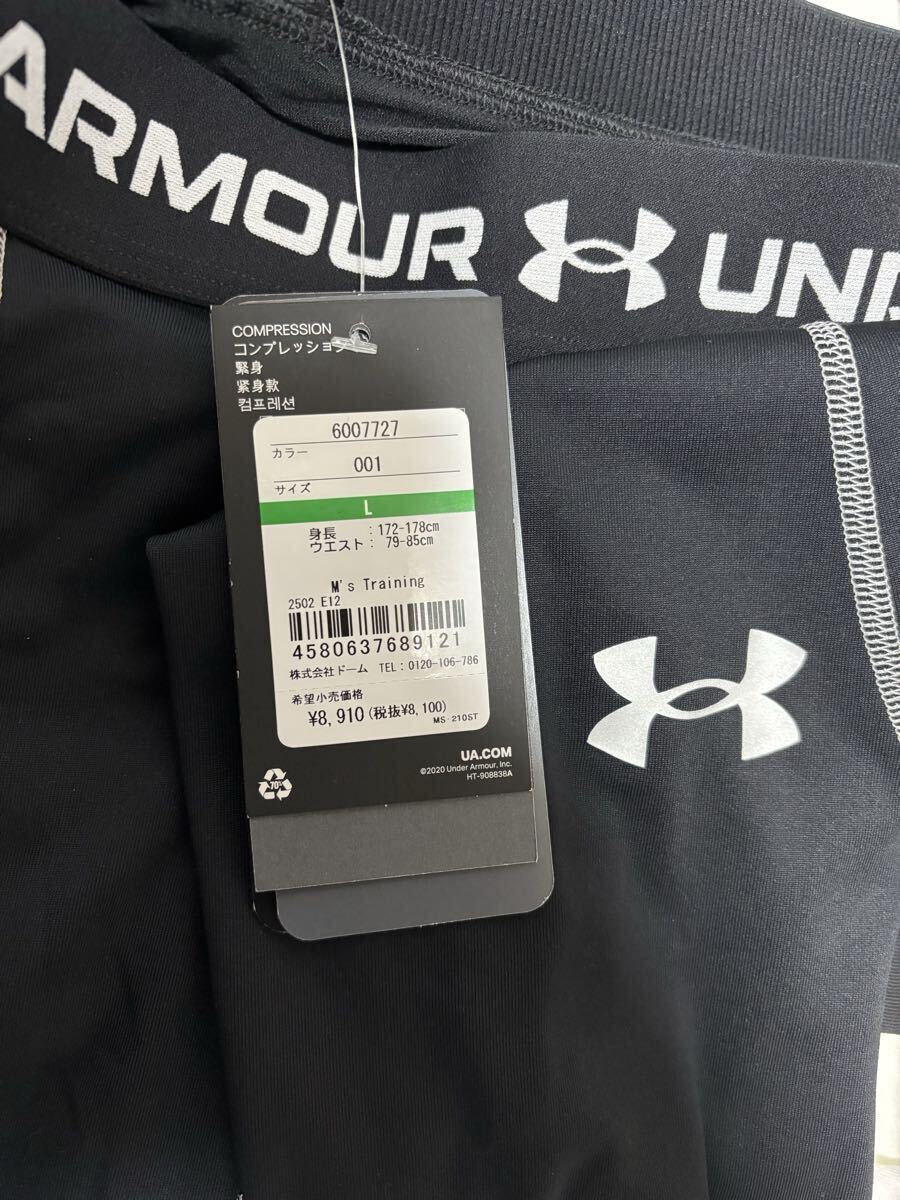 ARMOUR UND
COMPRESSION
コンプレッション
緊身
紧身款
컴프레션
6007727
カラー
001
サイズ
L
身長 : 172-178cm
ウエスト : 79-85cm
M's Training
2502 E12
4580637689121
株式会社ドーム TEL : 0120-106-786
希望小売価格
¥8,910 (税抜¥8,100)
MS-210ST
UA.COM
©2020 Under Armour, Inc.
HT-908838A
70%